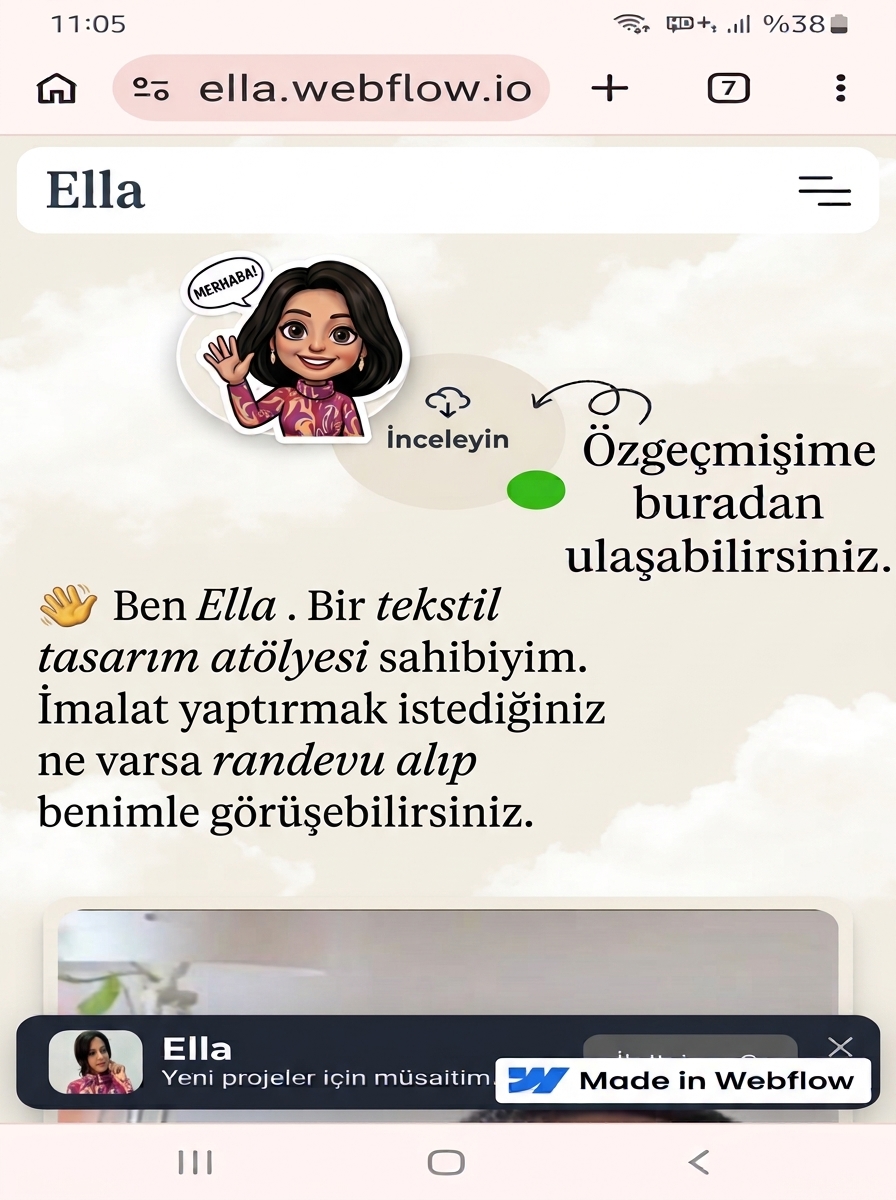 11:05
HD+ %38
ella.webflow.io
7
Ella
MERHABA!
İnceleyin
Özgeçmişime
buradan
ulaşabilirsiniz.
👋 Ben Ella . Bir tekstil
tasarım atölyesi sahibiyim.
İmalat yaptırmak istediğiniz
ne varsa randevu alıp
benimle görüşebilirsiniz.
Ella
Yeni projeler için müsaitim.
Made in Webflow